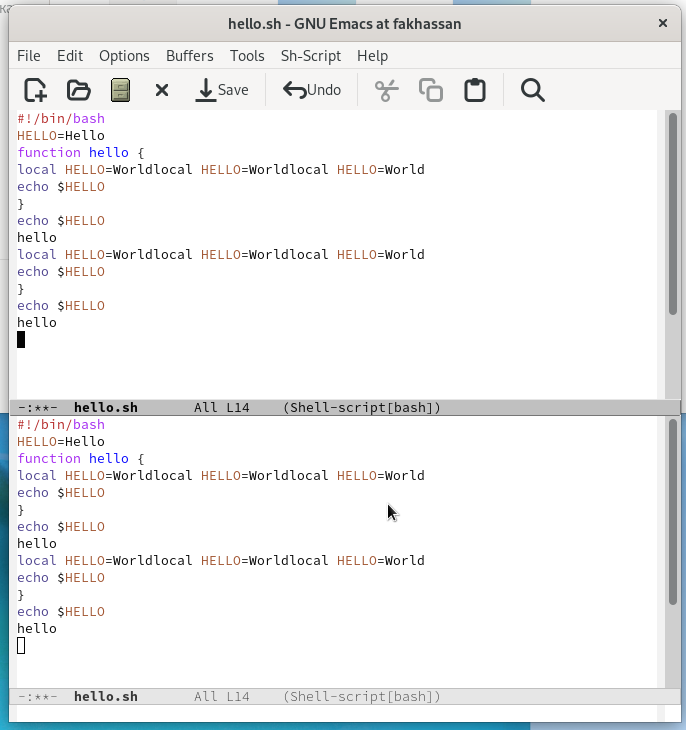 hello.sh - GNU Emacs at fakhassan
File Edit Options Buffers Tools Sh-Script Help
Save Undo
#!/bin/bash
HELLO=Hello
function hello {
local HELLO=Worldlocal HELLO=Worldlocal HELLO=World
echo $HELLO
}
echo $HELLO
hello
local HELLO=Worldlocal HELLO=Worldlocal HELLO=World
echo $HELLO
}
echo $HELLO
hello
-:**- hello.sh All L14 (Shell-script[bash])
#!/bin/bash
HELLO=Hello
function hello {
local HELLO=Worldlocal HELLO=Worldlocal HELLO=World
echo $HELLO
}
echo $HELLO
hello
local HELLO=Worldlocal HELLO=Worldlocal HELLO=World
echo $HELLO
}
echo $HELLO
hello
-:**- hello.sh All L14 (Shell-script[bash])